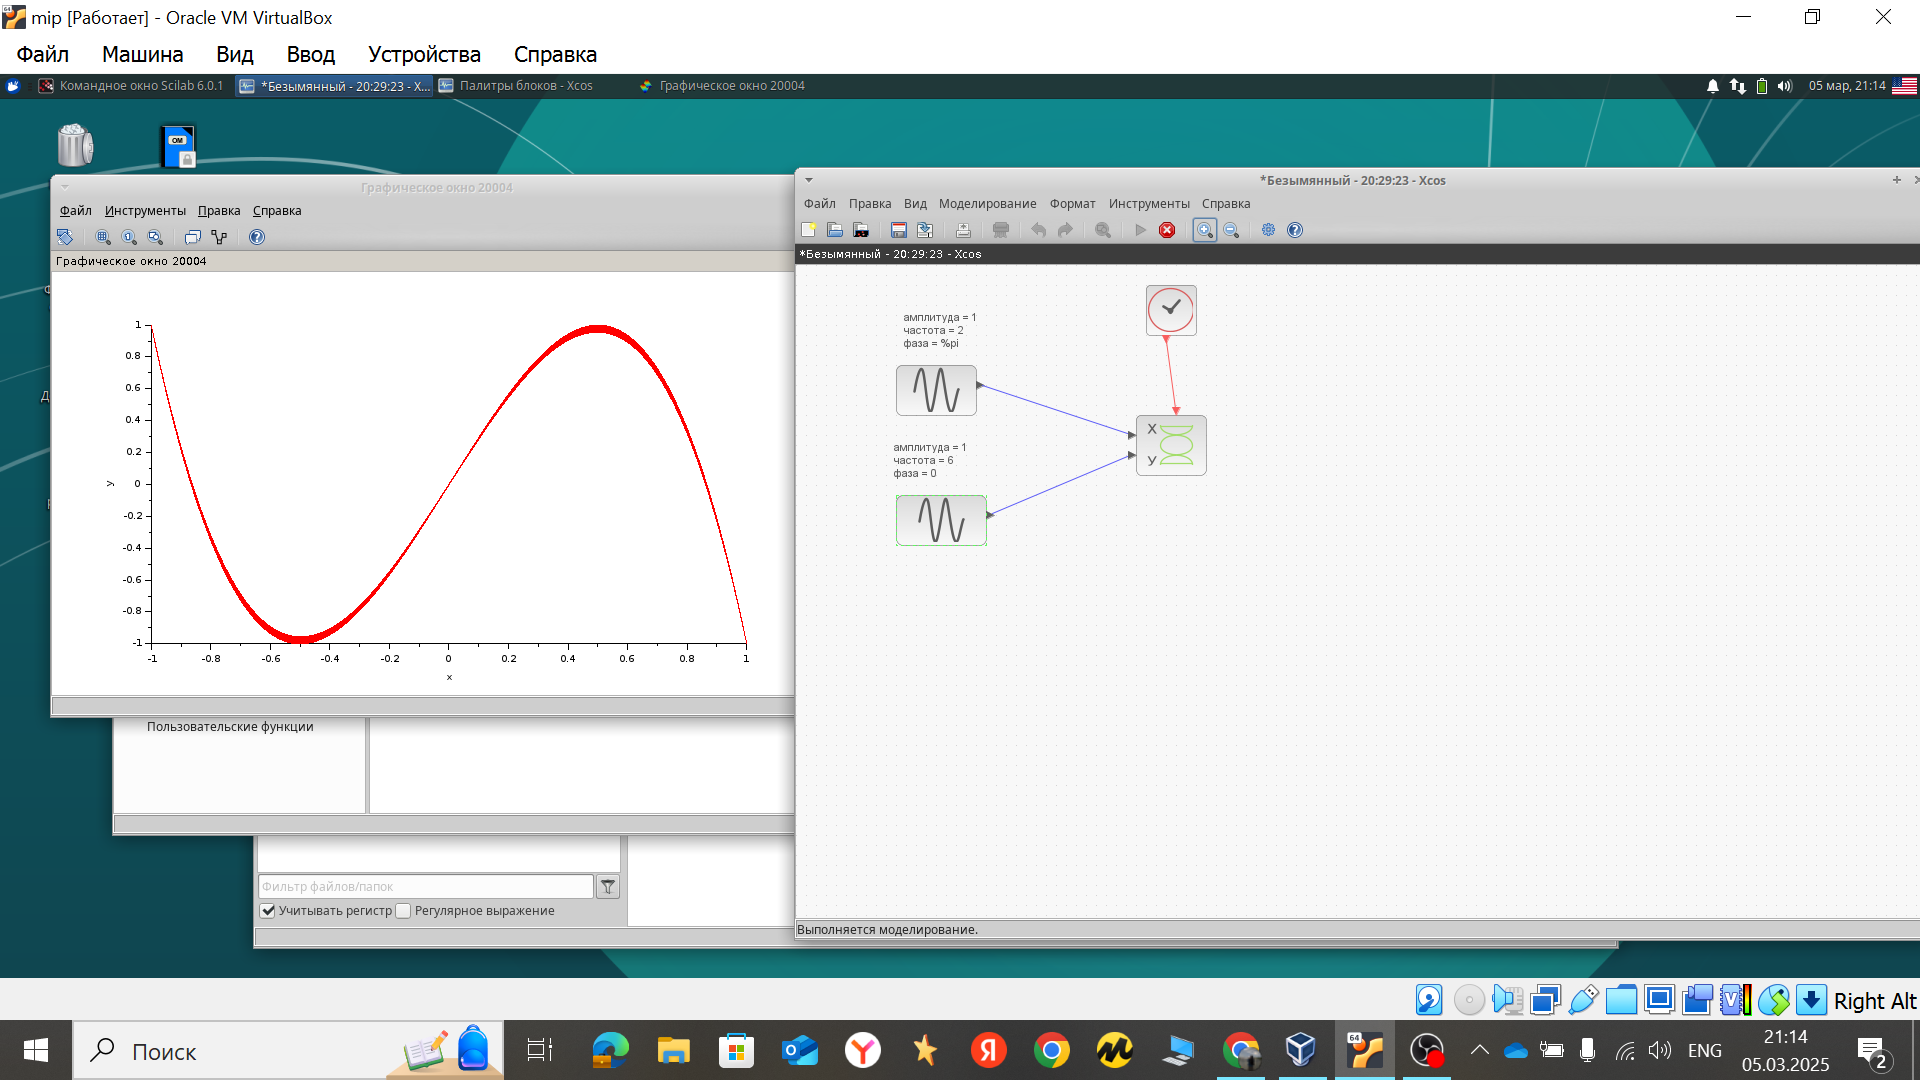 mip [Работает] - Oracle VM VirtualBox
Файл Машина Вид Ввод Устройства Справка
Командное окно Scilab 6.0.1 *Безымянный - 20:29:23 - X... Палитры блоков - Xcos Графическое окно 20004 05 мар, 21:14
OM
Графическое окно 20004
Файл Инструменты Правка Справка
Графическое окно 20004
1
0.8
0.6
0.4
0.2
0
-0.2
-0.4
-0.6
-0.8
-1
y
-1 -0.8 -0.6 -0.4 -0.2 0 0.2 0.4 0.6 0.8 1
x
*Безымянный - 20:29:23 - Xcos
Файл Правка Вид Моделирование Формат Инструменты Справка
*Безымянный - 20:29:23 - Xcos
амплитуда = 1
частота = 2
фаза = %pi
амплитуда = 1
частота = 6
фаза = 0
X
У
Выполняется моделирование.
Пользовательские функции
Фильтр файлов/папок
Учитывать регистр Регулярное выражение
Right Alt
Поиск
64
ENG
21:14
05.03.2025
2